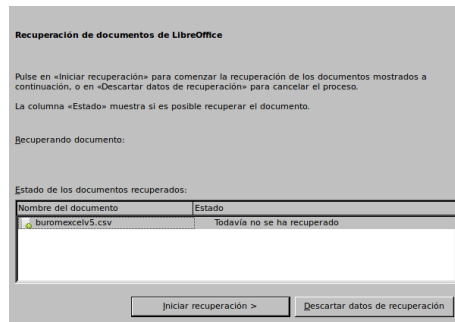 Recuperación de documentos de LibreOffice
Pulse en «Iniciar recuperación» para comenzar la recuperación de los documentos mostrados a
continuación, o en «Descartar datos de recuperación» para cancelar el proceso.
La columna «Estado» muestra si es posible recuperar el documento.
Recuperando documento:
Estado de los documentos recuperados:
Nombre del documento Estado
buromexcelv5.csv Todavía no se ha recuperado
Iniciar recuperación > Descartar datos de recuperación